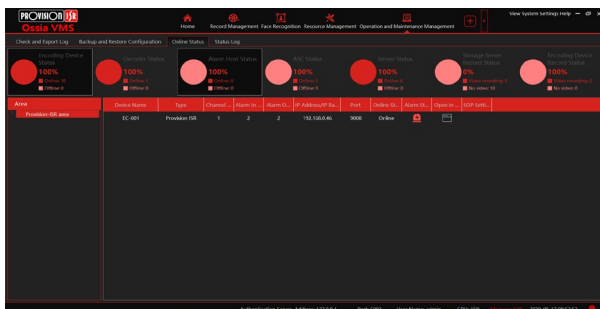 PROVISION ISR
Ossia VMS
View System Settings Help
Home Record Management Face Recognition Resource Management Operation and Maintenance Management
Check and Export Log Backup and Restore Configuration Online Status Status Log
Encoding Device Status
100%
Online: 10
Offline: 0
Decoder Status
100%
Online: 1
Offline: 0
Alarm Host Status
100%
Online: 0
Offline: 0
ASC Status
100%
Online: 0
Offline: 0
Server Status
100%
Offline: 0
Storage Server Record Status
0%
Video recording: 0
No video: 10
Encoding Device Record Status
100%
Video recording:
No video: 0
Area
Provision-ISR area
Device Name Type Channel ... Alarm In ... Alarm O... IP Address/IP Ra... Port Online St... Alarm St... Open in ... SOP Setti...
EC-001 Provision ISR 1 2 2 192.168.0.46 9008 Online